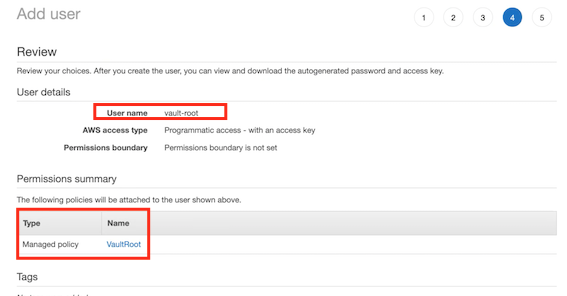 Add user
1 2 3 4 5
Review
Review your choices. After you create the user, you can view and download the autogenerated password and access key.
User details
User name vault-root
AWS access type Programmatic access - with an access key
Permissions boundary Permissions boundary is not set
Permissions summary
The following policies will be attached to the user shown above.
Type Name
Managed policy VaultRoot
Tags